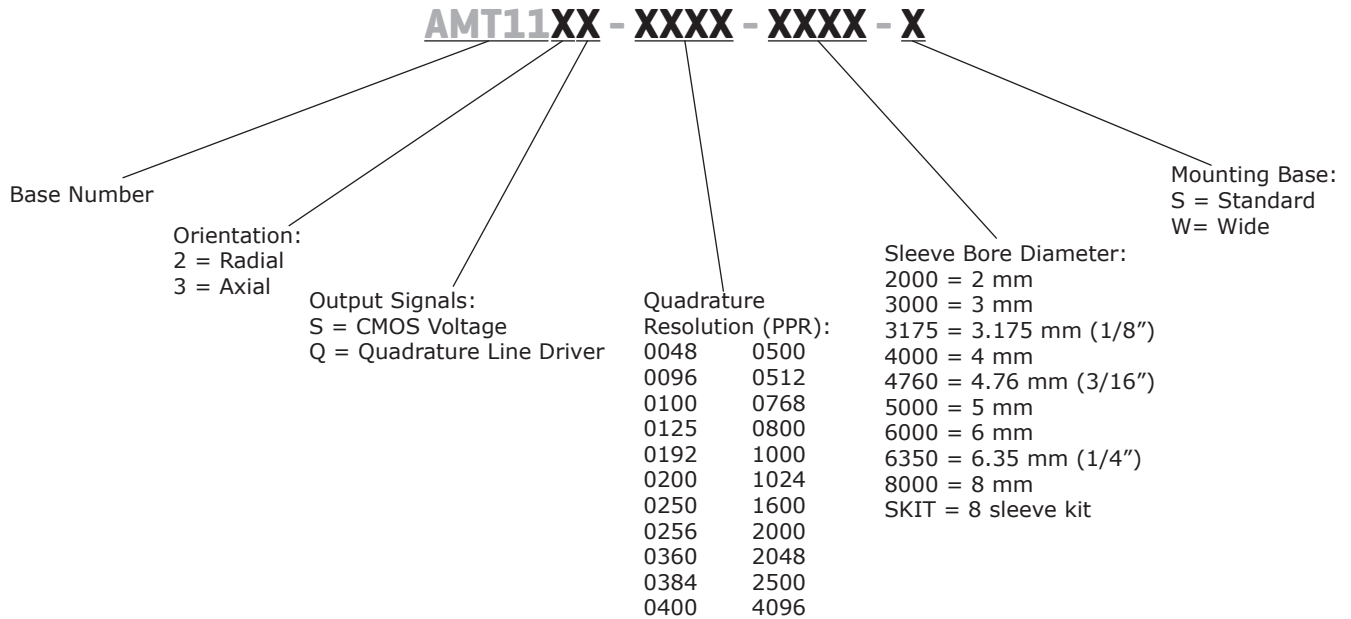 AMT11XX - XXXX - XXXX - X
Base Number
Orientation:
2 = Radial
3 = Axial
Output Signals:
S = CMOS Voltage
Q = Quadrature Line Driver
Quadrature
Resolution (PPR):
0048 0500
0096 0512
0100 0768
0125 0800
0192 1000
0200 1024
0250 1600
0256 2000
0360 2048
0384 2500
0400 4096
Sleeve Bore Diameter:
2000 = 2 mm
3000 = 3 mm
3175 = 3.175 mm (1/8”)
4000 = 4 mm
4760 = 4.76 mm (3/16”)
5000 = 5 mm
6000 = 6 mm
6350 = 6.35 mm (1/4”)
8000 = 8 mm
SKIT = 8 sleeve kit
Mounting Base:
S = Standard
W= Wide